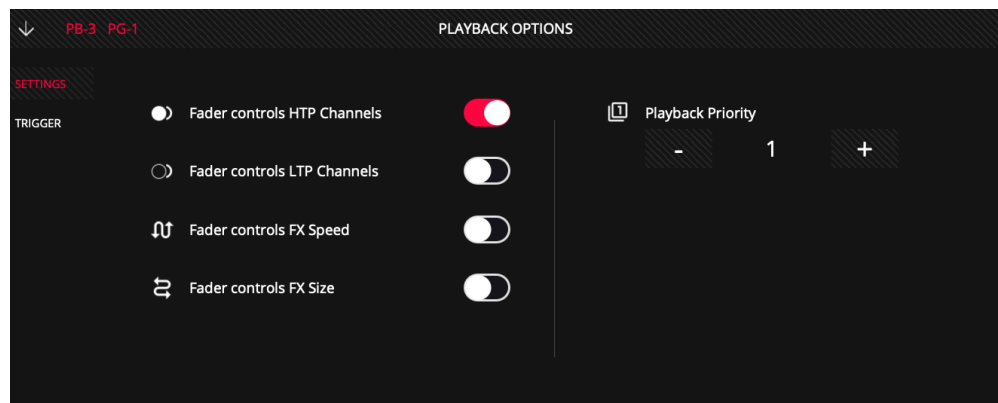 PB-3 PG-1
PLAYBACK OPTIONS
SETTINGS
TRIGGER
Fader controls HTP Channels
Fader controls LTP Channels
Fader controls FX Speed
Fader controls FX Size
1 Playback Priority
- 1 +